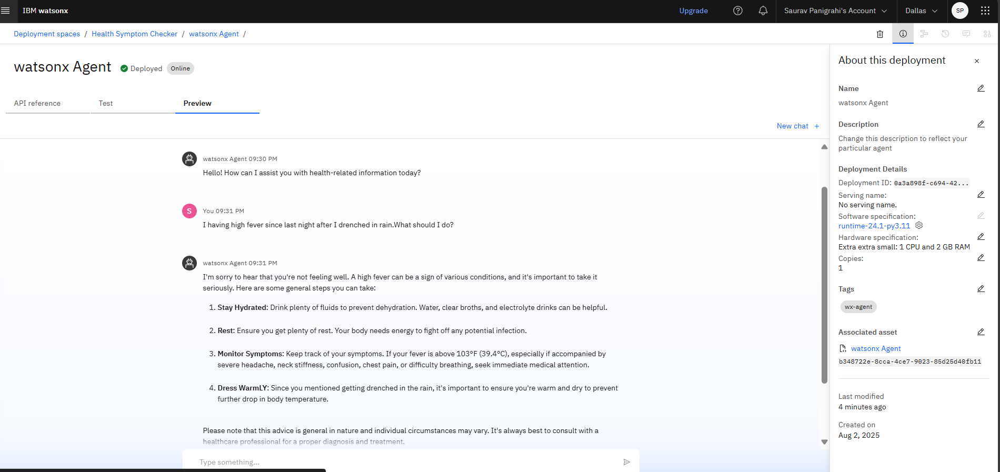 IBM watsonx
Upgrade
Saurav Panigrahi's Account
Dallas
SP
Deployment spaces / Health Symptom Checker / watsonx Agent /
watsonx Agent
Deployed
Online
API reference
Test
Preview
New chat +
watsonx Agent 09:30 PM
Hello! How can I assist you with health-related information today?
S
You 09:31 PM
I having high fever since last night after I drenched in rain.What should I do?
watsonx Agent 09:31 PM
I'm sorry to hear that you're not feeling well. A high fever can be a sign of various conditions, and it's important to take it
seriously. Here are some general steps you can take:
1. Stay Hydrated: Drink plenty of fluids to prevent dehydration. Water, clear broths, and electrolyte drinks can be helpful.
2. Rest: Ensure you get plenty of rest. Your body needs energy to fight off any potential infection.
3. Monitor Symptoms: Keep track of your symptoms. If your fever is above 103°F (39.4°C), especially if accompanied by
severe headache, neck stiffness, confusion, chest pain, or difficulty breathing, seek immediate medical attention.
4. Dress WarmLY: Since you mentioned getting drenched in the rain, it's important to ensure you're warm and dry to prevent
further drop in body temperature.
Please note that this advice is general in nature and individual circumstances may vary. It's always best to consult with a
healthcare professional for a proper diagnosis and treatment.
Type something...
About this deployment
Name
watsonx Agent
Description
Change this description to reflect your
particular agent
Deployment Details
Deployment ID: 0a3a898f-c694-42...
Serving name:
No serving name.
Software specification:
runtime-24.1-py3.11
Hardware specification:
Extra extra small: 1 CPU and 2 GB RAM
Copies:
1
Tags
wx-agent
Associated asset
watsonx Agent
b348722e-8cca-4ce7-9023-85d25d40fb11
Last modified
4 minutes ago
Created on
Aug 2, 2025